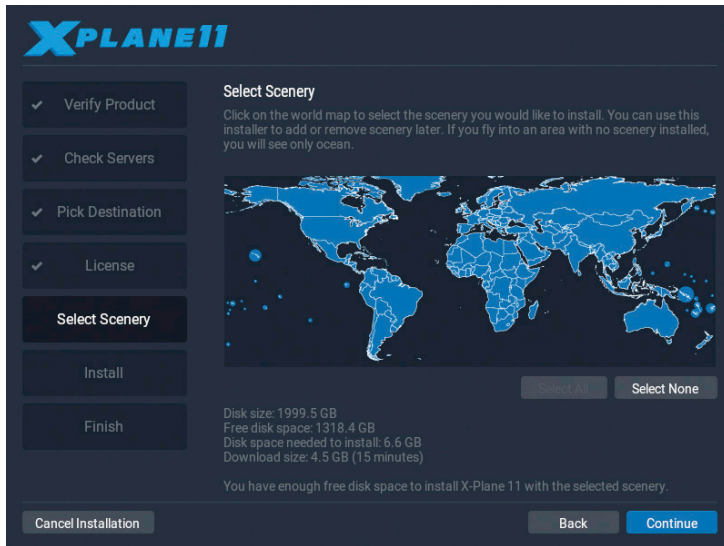 XPLANE11
Verify Product
Check Servers
Pick Destination
License
Select Scenery
Install
Finish
Select Scenery
Click on the world map to select the scenery you would like to install. You can use this
installer to add or remove scenery later. If you fly into an area with no scenery installed,
you will see only ocean.
Select All
Select None
Disk size: 1999.5 GB
Free disk space: 1318.4 GB
Disk space needed to install: 6.6 GB
Download size: 4.5 GB (15 minutes)
You have enough free disk space to install X-Plane 11 with the selected scenery.
Cancel Installation
Back
Continue